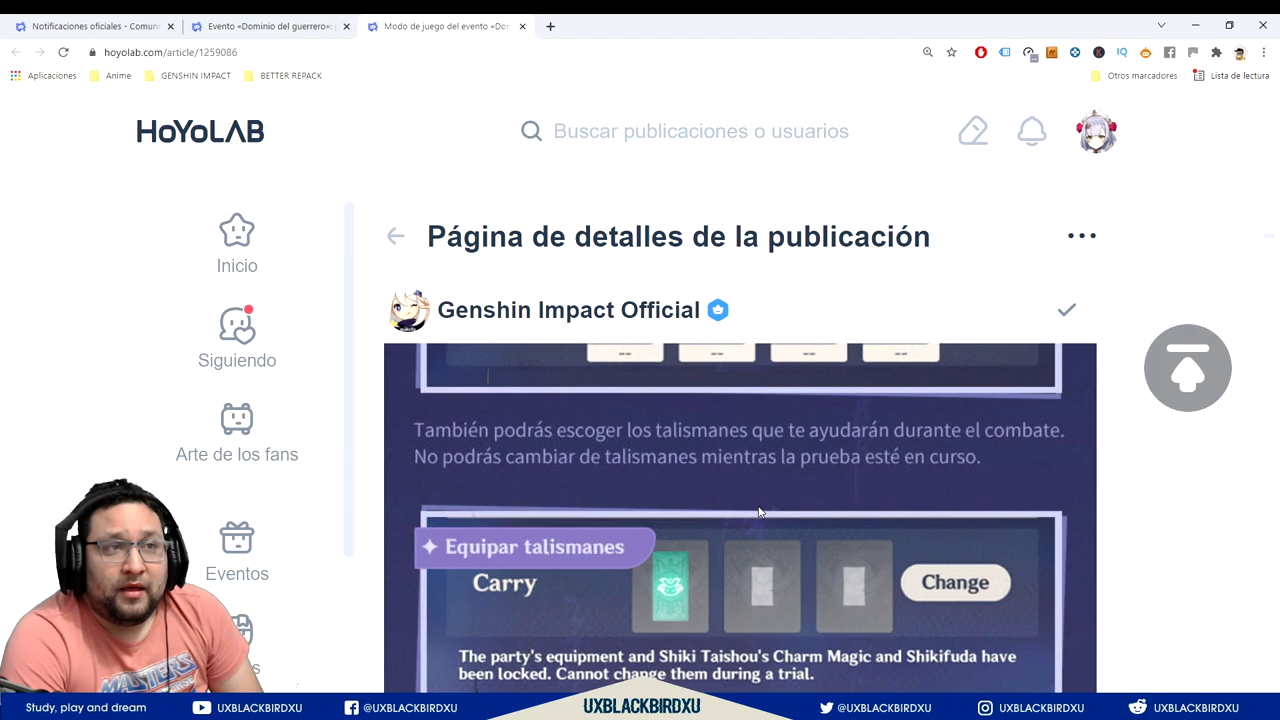 Notificaciones oficiales - Comuni
Evento «Dominio del guerrero»:
Modo de juego del evento «Don
hoyolab.com/article/1259086
Aplicaciones
Anime
GENSHIN IMPACT
BETTER REPACK
Otros marcadores
Lista de lectura
HoYoLAB
Buscar publicaciones o usuarios
Inicio
Siguiendo
Arte de los fans
Eventos
Página de detalles de la publicación
Genshin Impact Official
-- -- -- --
También podrás escoger los talismanes que te ayudarán durante el combate.
No podrás cambiar de talismanes mientras la prueba esté en curso.
Equipar talismanes
Carry
Change
The party's equipment and Shiki Taishou's Charm Magic and Shikifuda have
been locked. Cannot change them during a trial.
MASTERS
Study, play and dream
UXBLACKBIRDXU
@UXBLACKBIRDXU
UXBLACKBIRDXU
@UXBLACKBIRDXU
UXBLACKBIRDXU
UXBLACKBIRDXU